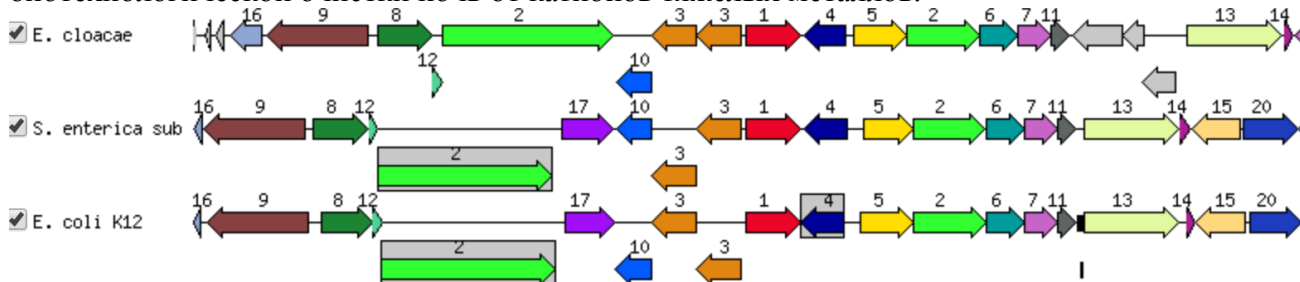 16 9 8 2 3 3 1 4 5 2 6 7 11 13 14
E. cloacae
12 10
16 9 8 12 17 10 3 1 4 5 2 6 7 11 13 14 15 20
S. enterica sub
2 3
16 9 8 12 17 3 1 4 5 2 6 7 11 13 14 15 20
E. coli K12
2 10 3